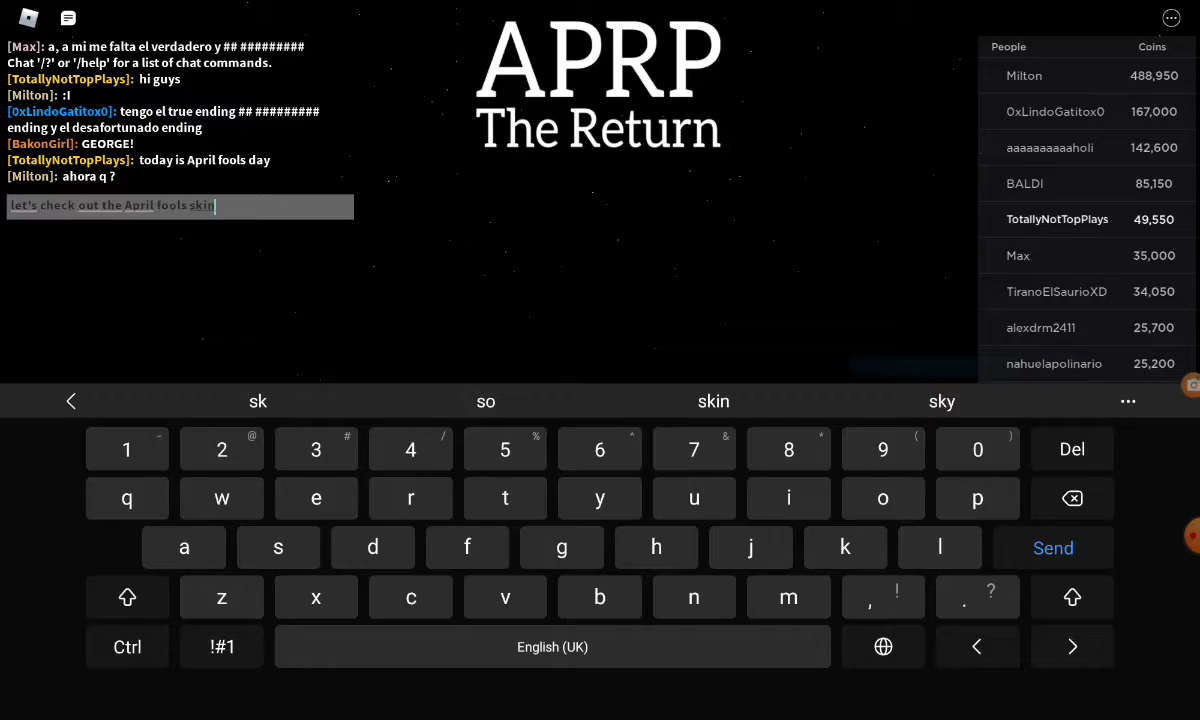 [Max]: a, a mi me falta el verdadero y ## #########
Chat '/?' or '/help' for a list of chat commands.
[TotallyNotTopPlays]: hi guys
[Milton]: :I
[0xLindoGatitox0]: tengo el true ending ## #########
ending y el desafortunado ending
[BakonGirl]: GEORGE!
[TotallyNotTopPlays]: today is April fools day
[Milton]: ahora q ?
let's check out the April fools skin
APRP
The Return
People Coins
Milton 488,950
0xLindoGatitox0 167,000
aaaaaaaaaaholi 142,600
BALDI 85,150
TotallyNotTopPlays 49,550
Max 35,000
TiranoElSaurioXD 34,050
alexdrm2411 25,700
nahuelapolinario 25,200
sk so skin sky
1 - 2 @ 3 # 4 / 5 % 6 ^ 7 & 8 * 9 ( 0 ) Del
q w e r t y u i o p
a s d f g h j k l Send
z x c v b n m , ! . ?
Ctrl !#1 English (UK) < >